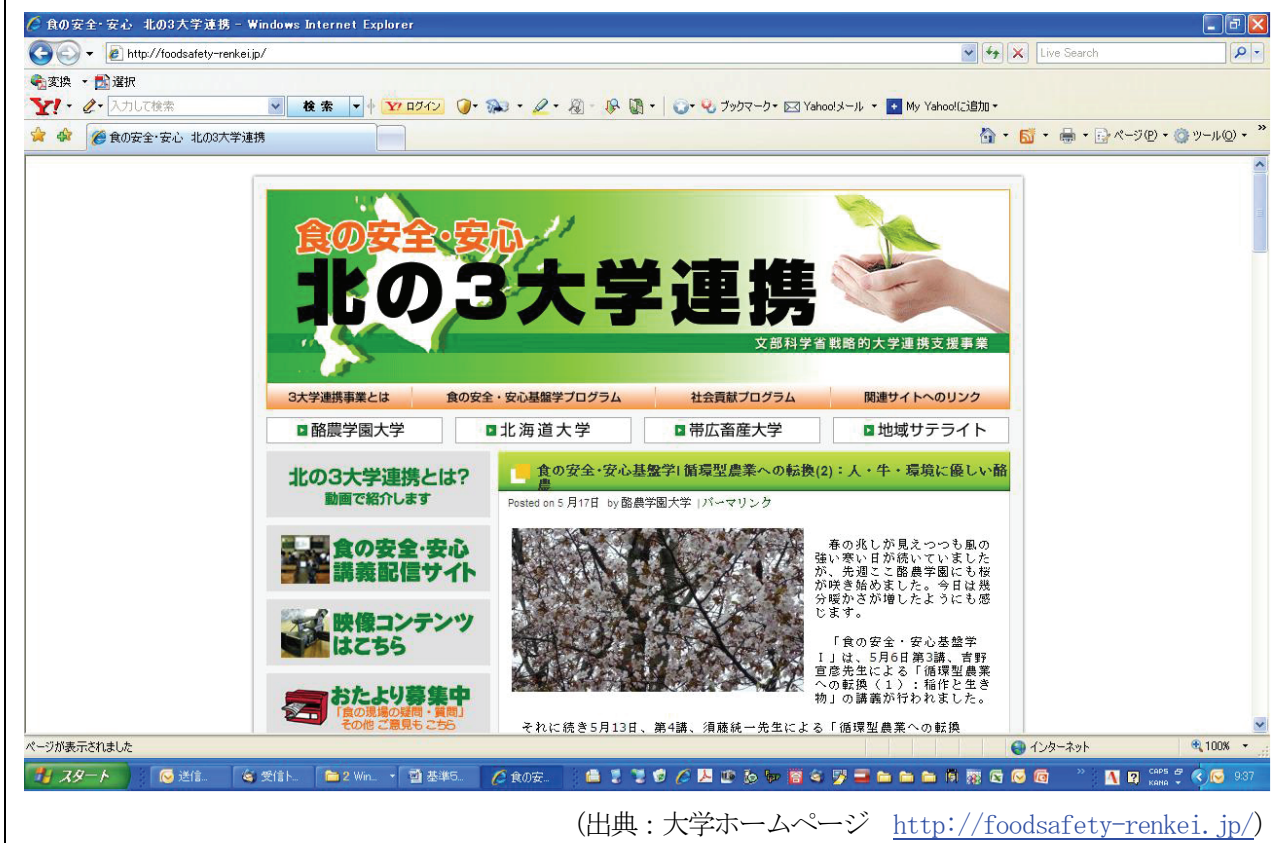 食の安全・安心 北の3大学連携 - Windows Internet Explorer
http://foodsafety-renkei.jp/
Live Search
変換 選択
Y! 入力して検索 検索 Y! ログイン ブックマーク Yahoo!メール My Yahoo!に追加
食の安全・安心 北の3大学連携
ページ(P) ツール(O)
食の安全・安心
北の3大学連携
文部科学省戦略的大学連携支援事業
3大学連携事業とは 食の安全・安心基盤学プログラム 社会貢献プログラム 関連サイトへのリンク
酪農学園大学 北海道大学 帯広畜産大学 地域サテライト
北の3大学連携とは?
動画で紹介します
食の安全・安心
講義配信サイト
映像コンテンツ
はこちら
おたより募集中
「食の現場の疑問・質問」
その他 ご意見も こちら
食の安全・安心基盤学I 循環型農業への転換(2)：人・牛・環境に優しい酪
農
Posted on 5 月17日 by 酪農学園大学 | パーマリンク
春の兆しが見えつつも風の
強い寒い日が続いていました
が、先週ここ酪農学園にも桜
が咲き始めました。今日は幾
分暖かさが増したようにも感
じます。
「食の安全・安心基盤学
I」は、5月6日第3講、吉野
宣彦先生による「循環型農業
への転換（1）：稲作と生き
物」の講義が行われました。
それに続き5月13日、第4講、須藤純一先生による「循環型農業への転換
ページが表示されました インターネット 100%
スタート 送信... 受信ト... 2 Win... 基準5... 食の安... CAPS KANA 9:37
(出典：大学ホームページ http://foodsafety-renkei.jp/)